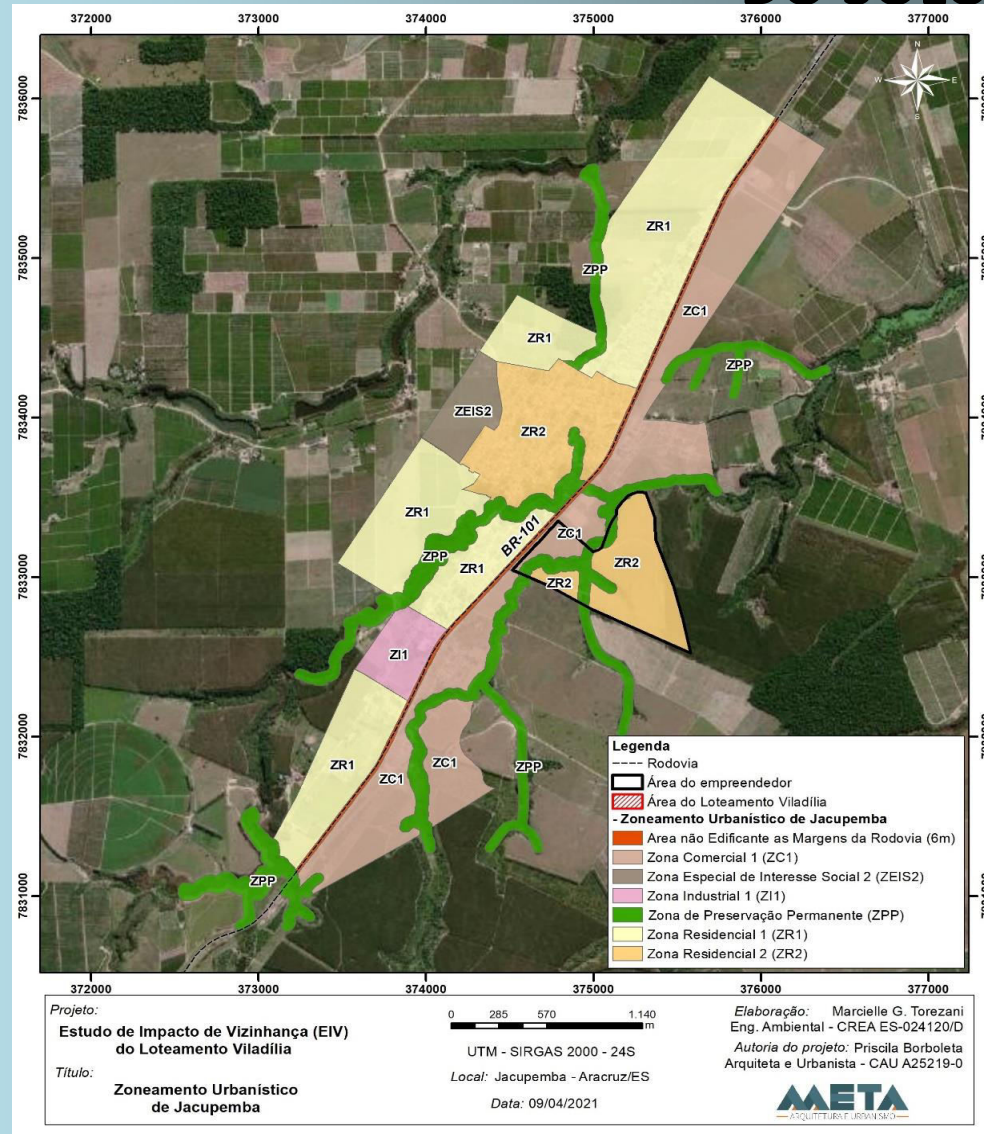 372000 373000 374000 375000 376000 377000
7836000
7835000
7834000
7833000
7832000
7831000
N
W E
S
ZR1
ZPP
ZC1
ZR1
ZPP
ZEIS2
ZR2
ZR1
ZC1
BR-101
ZPP
ZR1
ZR2
ZR2
ZI1
ZR1
ZC1
ZC1
ZPP
ZPP
Legenda
Rodovia
Área do empreendedor
Área do Loteamento Viladília
- Zoneamento Urbanístico de Jacupemba
Area não Edificante as Margens da Rodovia (6m)
Zona Comercial 1 (ZC1)
Zona Especial de Interesse Social 2 (ZEIS2)
Zona Industrial 1 (ZI1)
Zona de Preservação Permanente (ZPP)
Zona Residencial 1 (ZR1)
Zona Residencial 2 (ZR2)
372000 373000 374000 375000 376000 377000
Projeto:
Estudo de Impacto de Vizinhança (EIV)
do Loteamento Viladília
Título:
Zoneamento Urbanístico
de Jacupemba
0 285 570 1.140
m
UTM - SIRGAS 2000 - 24S
Local: Jacupemba - Aracruz/ES
Data: 09/04/2021
Elaboração: Marcielle G. Torezani
Eng. Ambiental - CREA ES-024120/D
Autoria do projeto: Priscila Borboleta
Arquiteta e Urbanista - CAU A25219-0
META
ARQUITETURA E URBANISMO